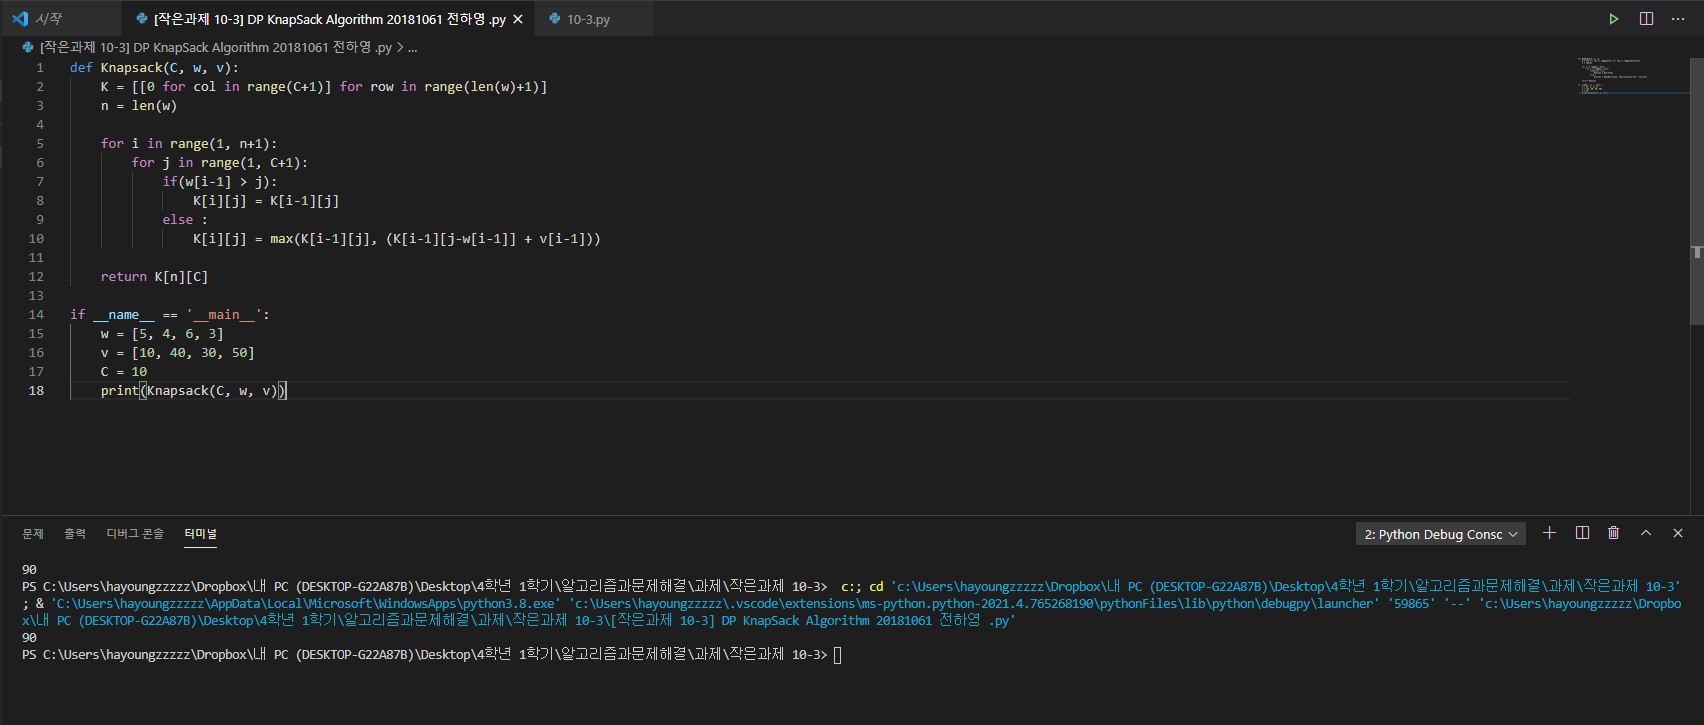 시작
[작은과제 10-3] DP KnapSack Algorithm 20181061 전하영 .py
10-3.py
[작은과제 10-3] DP KnapSack Algorithm 20181061 전하영 .py > ...
1 def Knapsack(C, w, v):
2     K = [[0 for col in range(C+1)] for row in range(len(w)+1)]
3     n = len(w)
4
5     for i in range(1, n+1):
6         for j in range(1, C+1):
7             if(w[i-1] > j):
8                 K[i][j] = K[i-1][j]
9             else :
10                 K[i][j] = max(K[i-1][j], (K[i-1][j-w[i-1]] + v[i-1]))
11
12     return K[n][C]
13
14 if __name__ == '__main__':
15     w = [5, 4, 6, 3]
16     v = [10, 40, 30, 50]
17     C = 10
18     print(Knapsack(C, w, v))
문제 출력 디버그 콘솔 터미널
2: Python Debug Consc
90
PS C:\Users\hayoungzzzzz\Dropbox\내 PC (DESKTOP-G22A87B)\Desktop\4학년 1학기\알고리즘과문제해결\과제\작은과제 10-3>  c:; cd 'c:\Users\hayoungzzzzz\Dropbox\내 PC (DESKTOP-G22A87B)\Desktop\4학년 1학기\알고리즘과문제해결\과제\작은과제 10-3'
; & 'C:\Users\hayoungzzzzz\AppData\Local\Microsoft\WindowsApps\python3.8.exe' 'c:\Users\hayoungzzzzz\.vscode\extensions\ms-python.python-2021.4.765268190\pythonFiles\lib\python\debugpy\launcher' '59865' '--' 'c:\Users\hayoungzzzzz\Dropbo
x\내 PC (DESKTOP-G22A87B)\Desktop\4학년 1학기\알고리즘과문제해결\과제\작은과제 10-3\[작은과제 10-3] DP KnapSack Algorithm 20181061 전하영 .py'
90
PS C:\Users\hayoungzzzzz\Dropbox\내 PC (DESKTOP-G22A87B)\Desktop\4학년 1학기\알고리즘과문제해결\과제\작은과제 10-3>